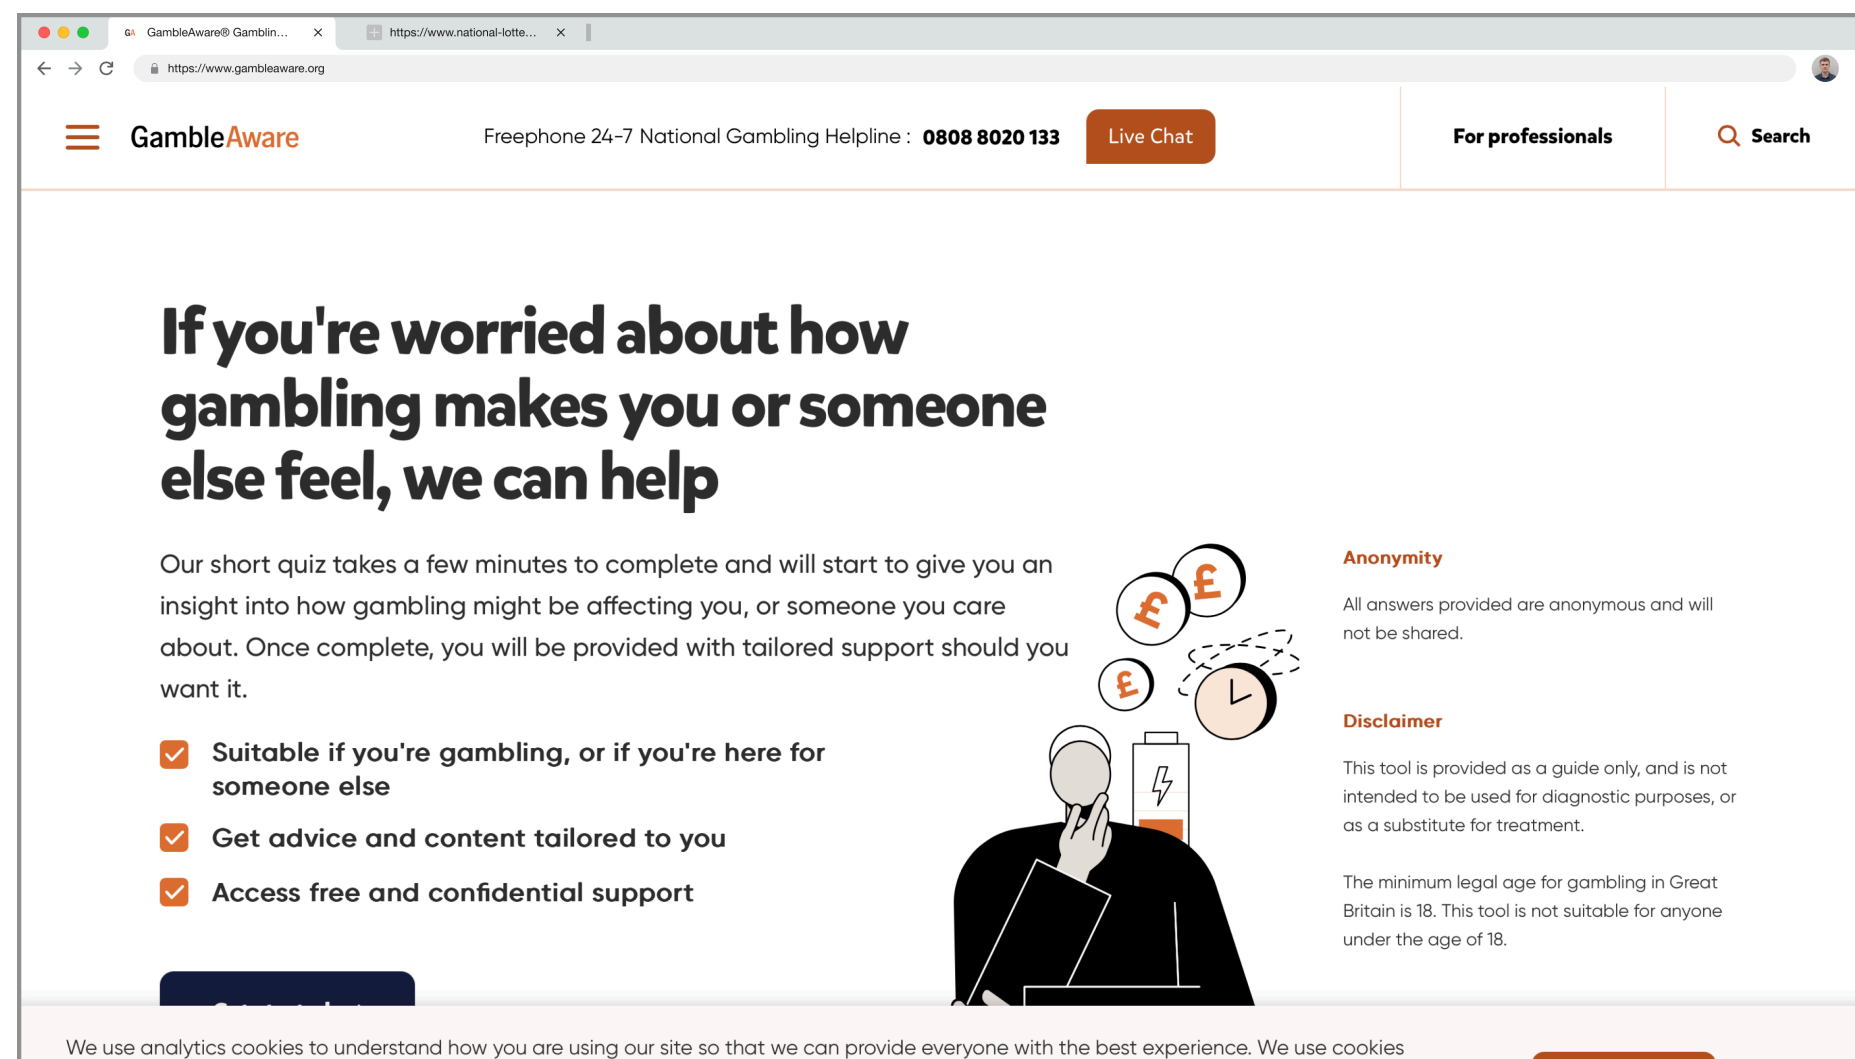 GA GambleAware® Gamblin...
https://www.national-lotte...
https://www.gambleaware.org
GambleAware
Freephone 24-7 National Gambling Helpline : 0808 8020 133
Live Chat
For professionals
Search
If you're worried about how
gambling makes you or someone
else feel, we can help
Our short quiz takes a few minutes to complete and will start to give you an
insight into how gambling might be affecting you, or someone you care
about. Once complete, you will be provided with tailored support should you
want it.
Suitable if you're gambling, or if you're here for
someone else
Get advice and content tailored to you
Access free and confidential support
£
£
£
Anonymity
All answers provided are anonymous and will
not be shared.
Disclaimer
This tool is provided as a guide only, and is not
intended to be used for diagnostic purposes, or
as a substitute for treatment.
The minimum legal age for gambling in Great
Britain is 18. This tool is not suitable for anyone
under the age of 18.
We use analytics cookies to understand how you are using our site so that we can provide everyone with the best experience. We use cookies